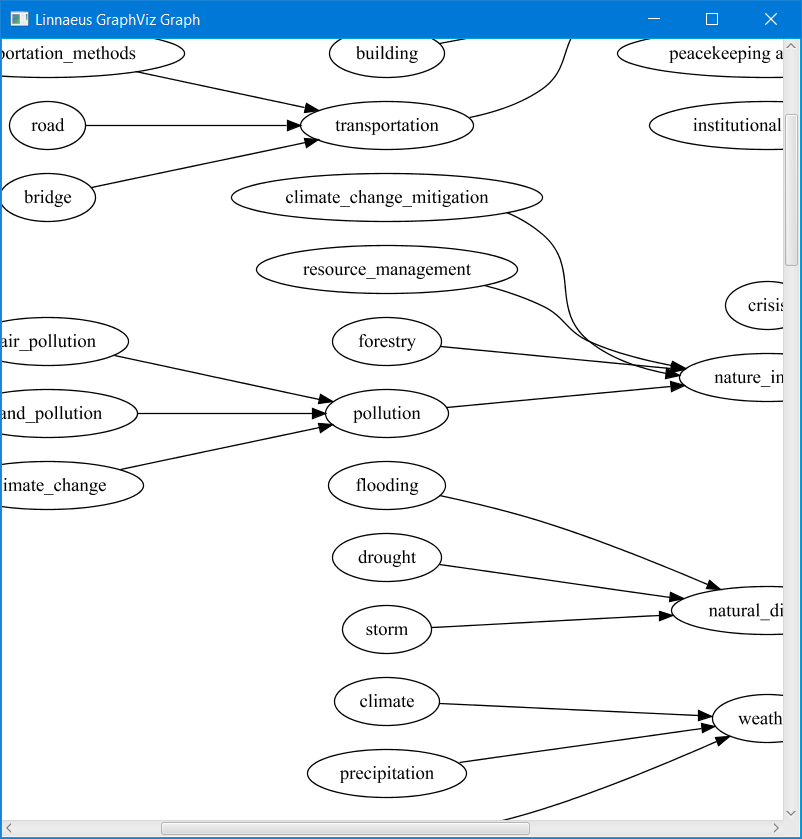 Linnaeus GraphViz Graph
portation_methods
building
peacekeeping a
road
transportation
institutional
bridge
climate_change_mitigation
resource_management
crisis
air_pollution
forestry
nature_in
and_pollution
pollution
imate_change
flooding
drought
natural_di
storm
climate
weath
precipitation